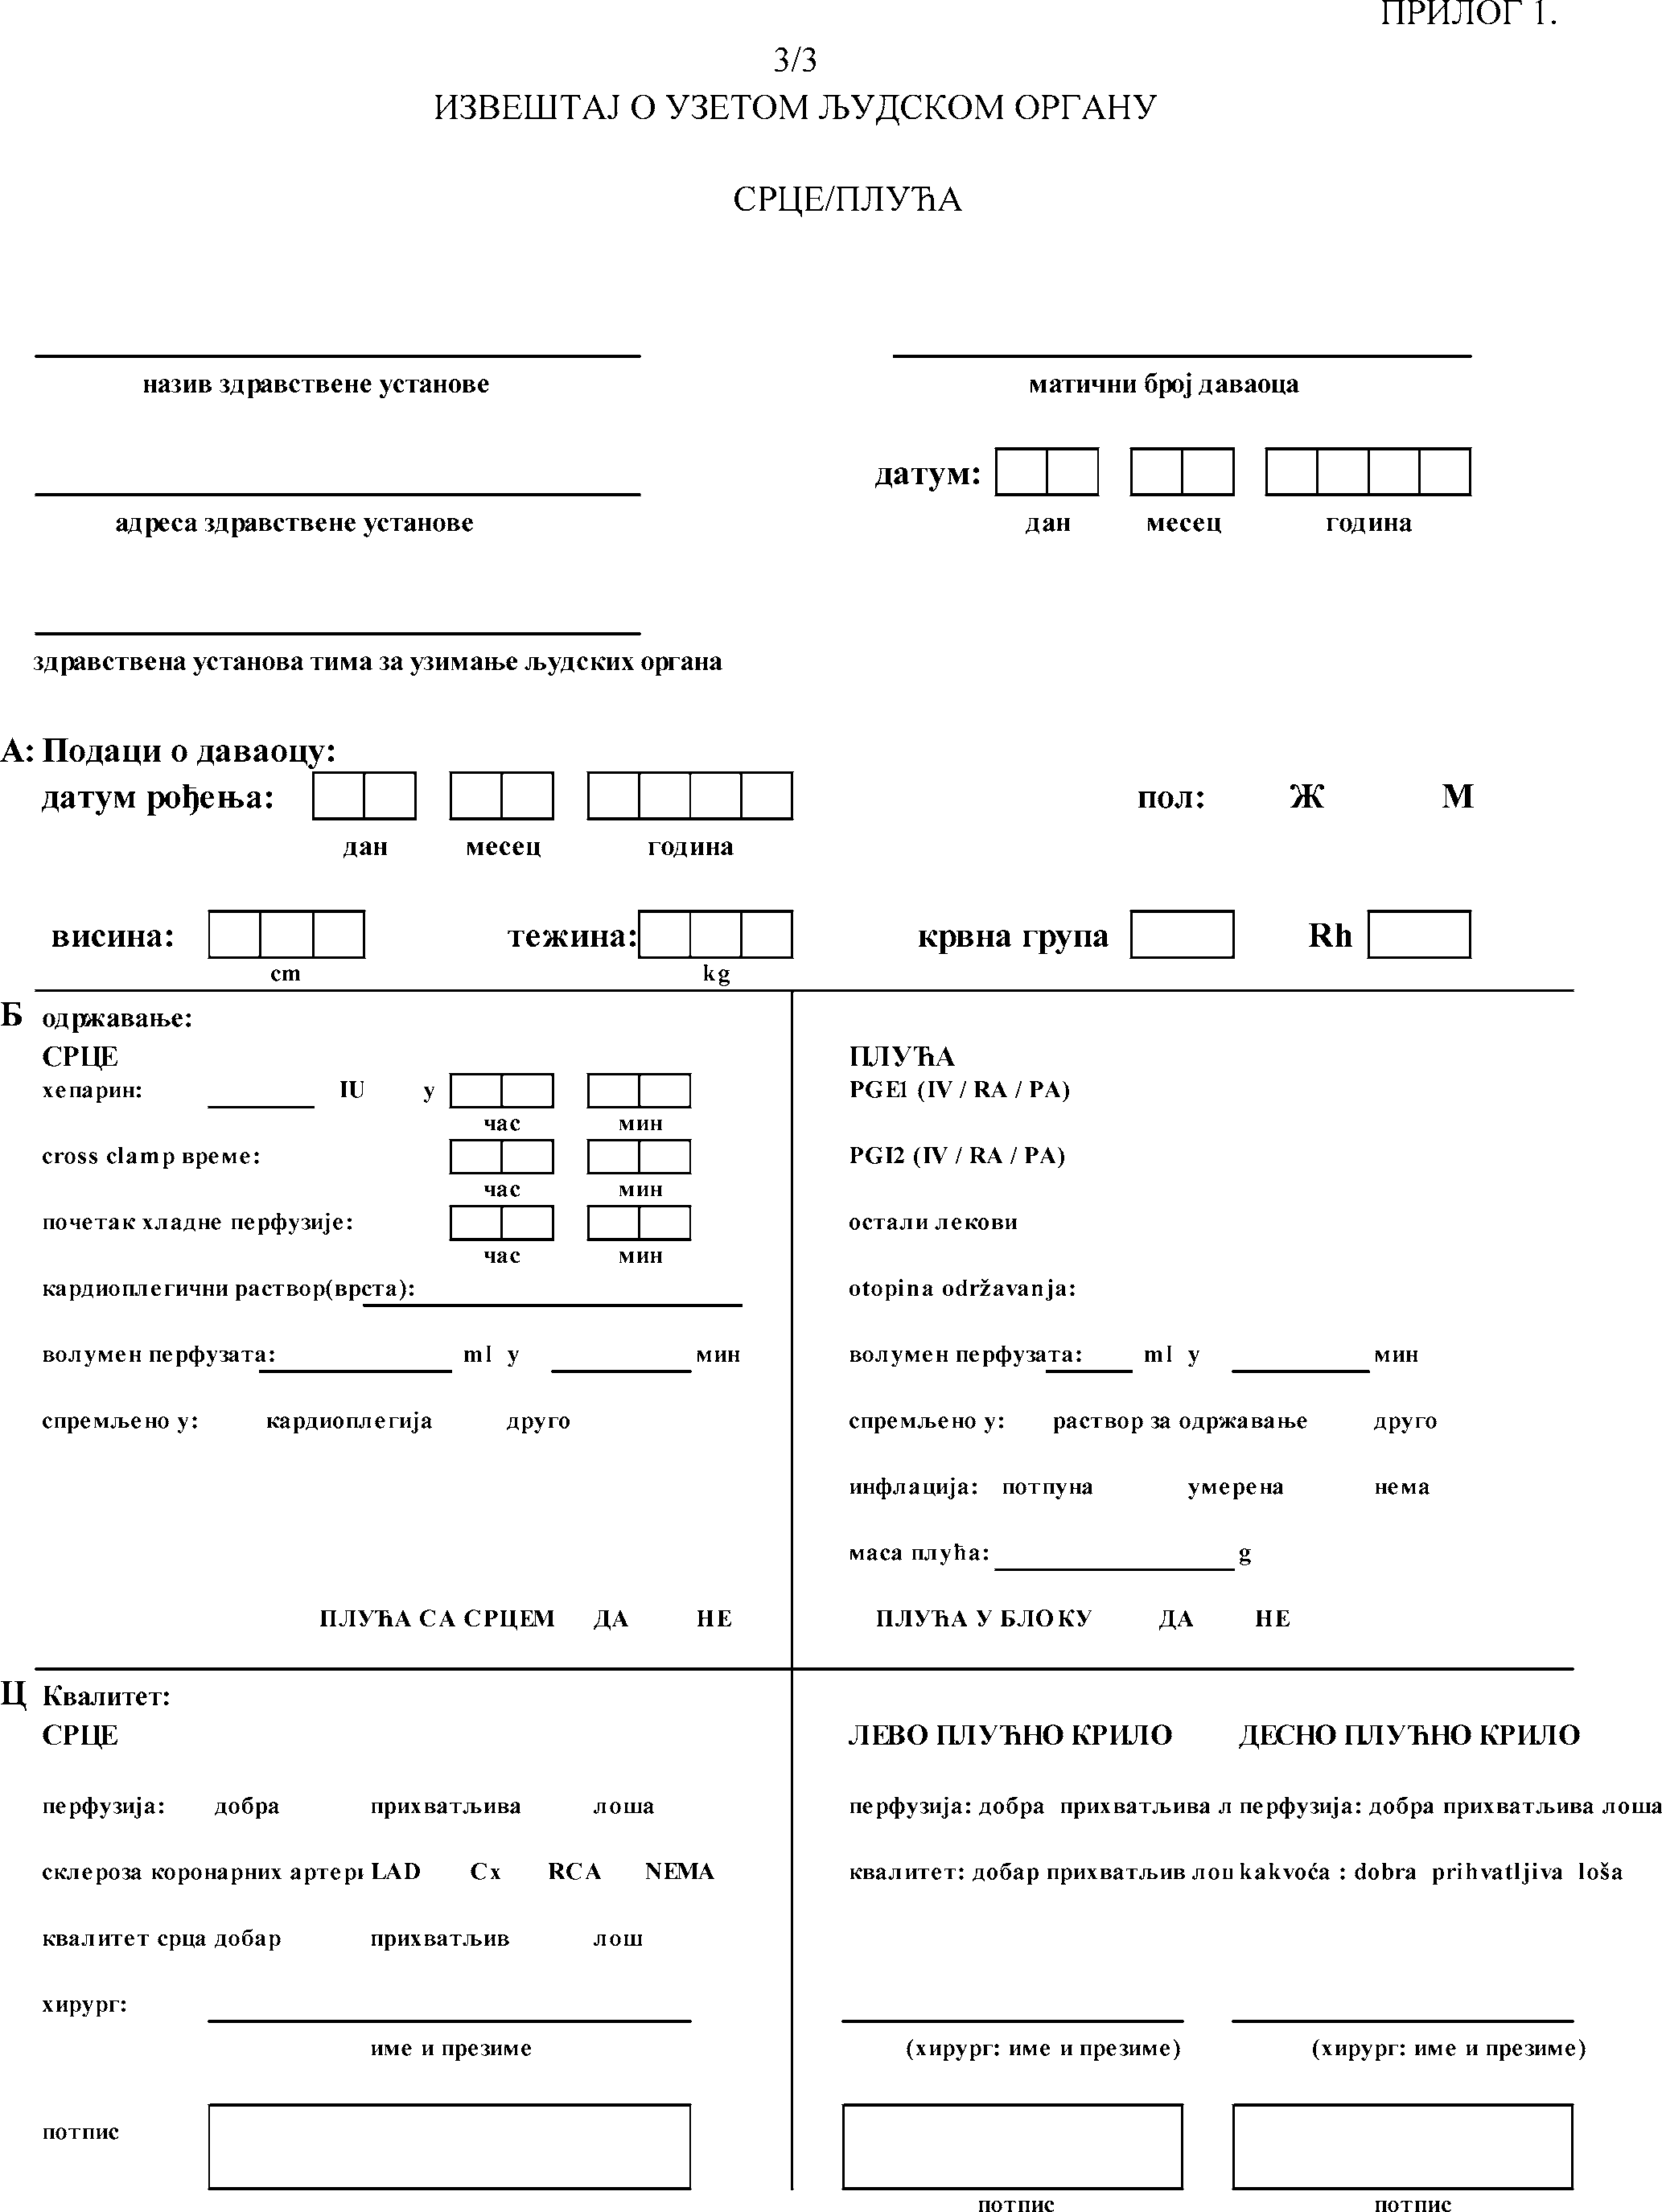 ПРИЛОГ 1.
3/3
ИЗВЕШТАЈ О УЗЕТОМ ЉУДСКОМ ОРГАНУ
СРЦЕ/ПЛУЋА
назив здравствене установе
матични број даваоца
датум:
адреса здравствене установе
дан месец година
здравствена установа тима за узимање људских органа
А: Подаци о даваоцу:
датум рођења: пол: Ж М
дан месец година
висина: тежина: крвна група Rh
cm kg
Б одржавање:
СРЦЕ
хепарин: IU у
час мин
cross clamp време:
час мин
почетак хладне перфузије:
час мин
кардиоплегични раствор(врста):
волумен перфузата: ml у мин
спремљено у: кардиоплегија друго
ПЛУЋА СА СРЦЕМ ДА НЕ
ПЛУЋА
PGE1 (IV / RA / PA)
PGI2 (IV / RA / PA)
остали лекови
otopina održavanja:
волумен перфузата: ml у мин
спремљено у: раствор за одржавање друго
инфлација: потпуна умерена нема
маса плућа: g
ПЛУЋА У БЛОКУ ДА НЕ
Ц Квалитет:
СРЦЕ
перфузија: добра прихватљива лоша
склероза коронарних артери LAD Cx RCA NEMA
квалитет срца добар прихватљив лош
хирург:
име и презиме
потпис
ЛЕВО ПЛУЋНО КРИЛО ДЕСНО ПЛУЋНО КРИЛО
перфузија: добра прихватљива л перфузија: добра прихватљива лоша
квалитет: добар прихватљив лош kakvoća : dobra prihvatljiva loša
(хирург: име и презиме) (хирург: име и презиме)
потпис потпис